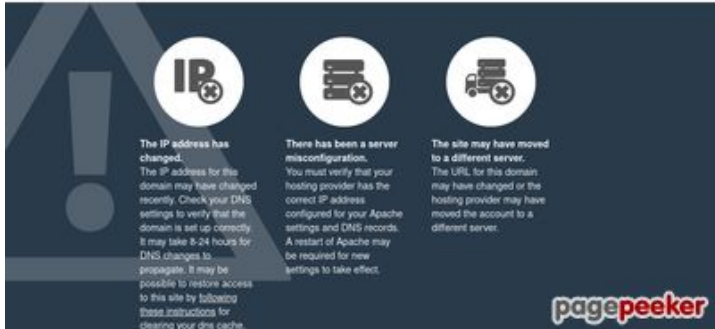 IP
The IP address has
changed.
The IP address for this
domain may have changed
recently. Check your DNS
settings to verify that the
domain is set up correctly.
It may take 8-24 hours for
DNS changes to
propagate. It may be
possible to restore access
to this site by following
these instructions for
clearing your dns cache.
There has been a server
misconfiguration.
You must verify that your
hosting provider has the
correct IP address
configured for your Apache
settings and DNS records.
A restart of Apache may
be required for new
settings to take effect.
The site may have moved
to a different server.
The URL for this domain
may have changed or the
hosting provider may have
moved the account to a
different server.
pagepeeker